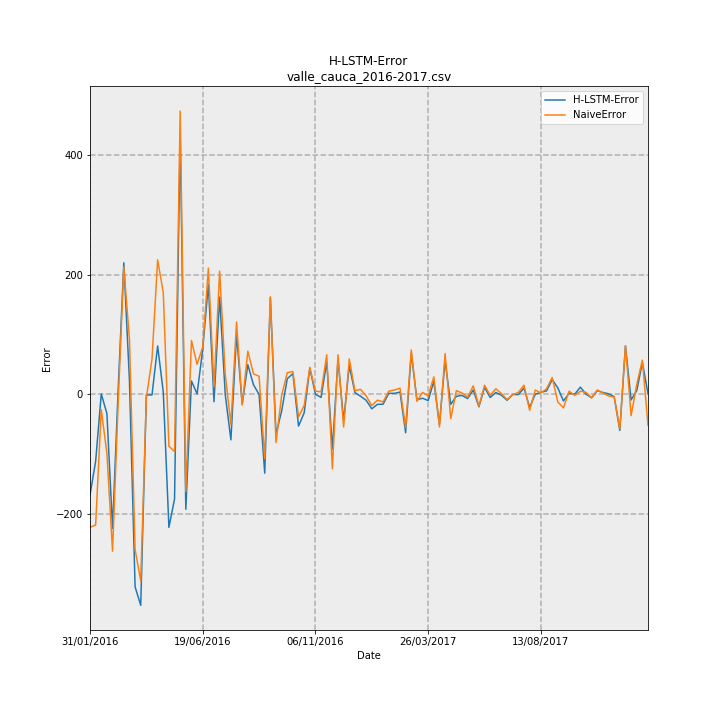 H-LSTM-Error
valle_cauca_2016-2017.csv
H-LSTM-Error
NaiveError
400
200
0
−200
Error
31/01/2016
19/06/2016
06/11/2016
26/03/2017
13/08/2017
Date